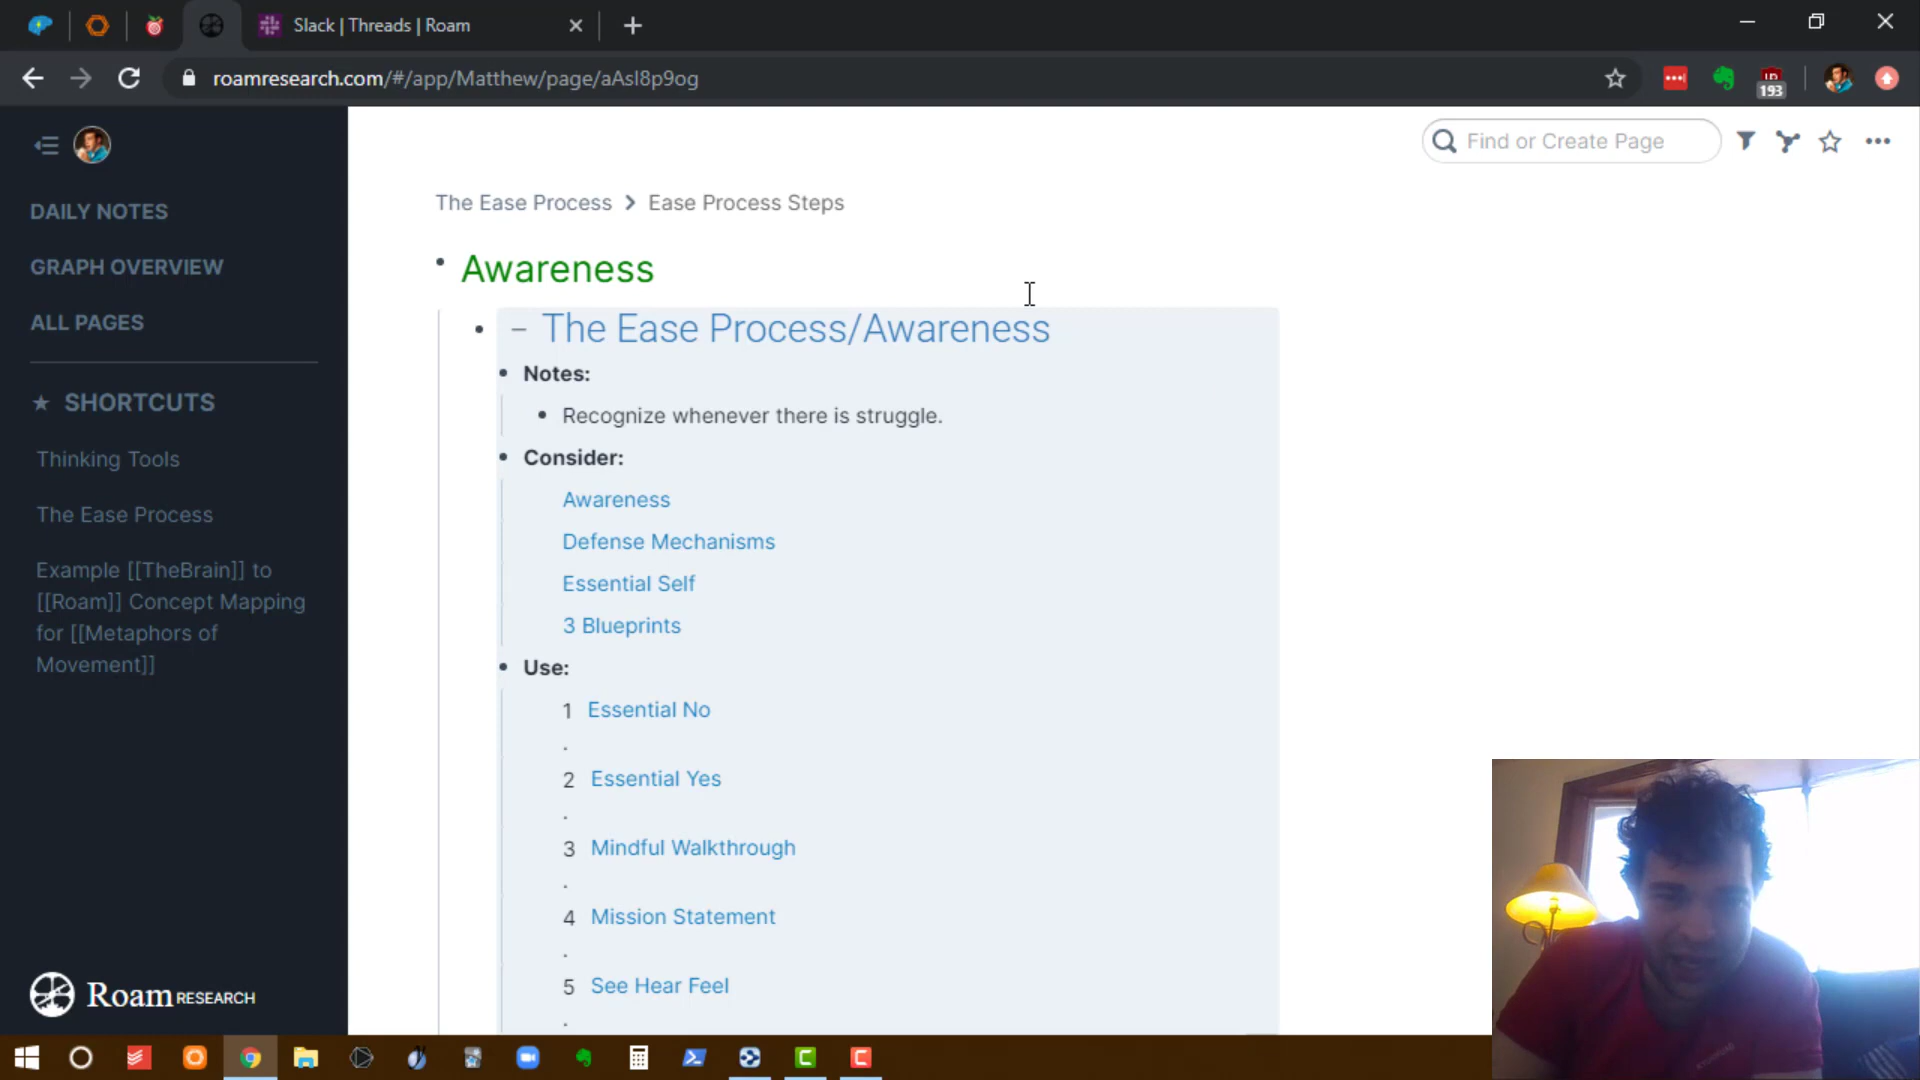 Slack | Threads | Roam
roamresearch.com/#/app/Matthew/page/aAsl8p9og
193
Find or Create Page
DAILY NOTES
GRAPH OVERVIEW
ALL PAGES
★ SHORTCUTS
Thinking Tools
The Ease Process
Example [[TheBrain]] to
[[Roam]] Concept Mapping
for [[Metaphors of
Movement]]
Roam RESEARCH
The Ease Process > Ease Process Steps
• Awareness
• – The Ease Process/Awareness
• Notes:
• Recognize whenever there is struggle.
• Consider:
Awareness
Defense Mechanisms
Essential Self
3 Blueprints
• Use:
1 Essential No
.
2 Essential Yes
.
3 Mindful Walkthrough
.
4 Mission Statement
.
5 See Hear Feel
.